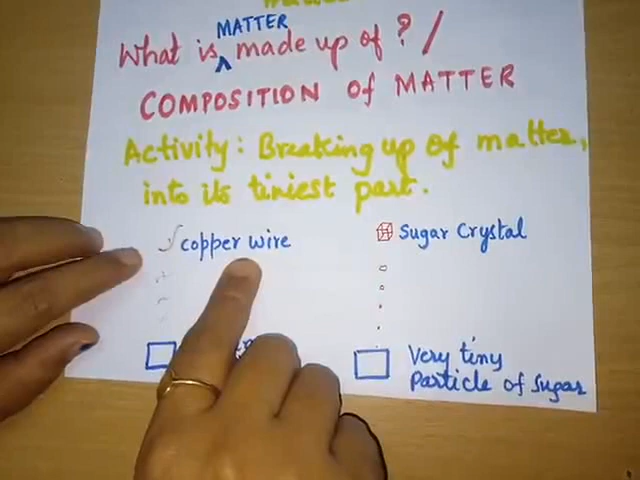 MATTER
What is ^ made up of ? /
COMPOSITION of MATTER
Activity : Breaking up of matter,
into its tiniest part.
copper wire
Sugar Crystal
Very tiny
Particle of Sugar